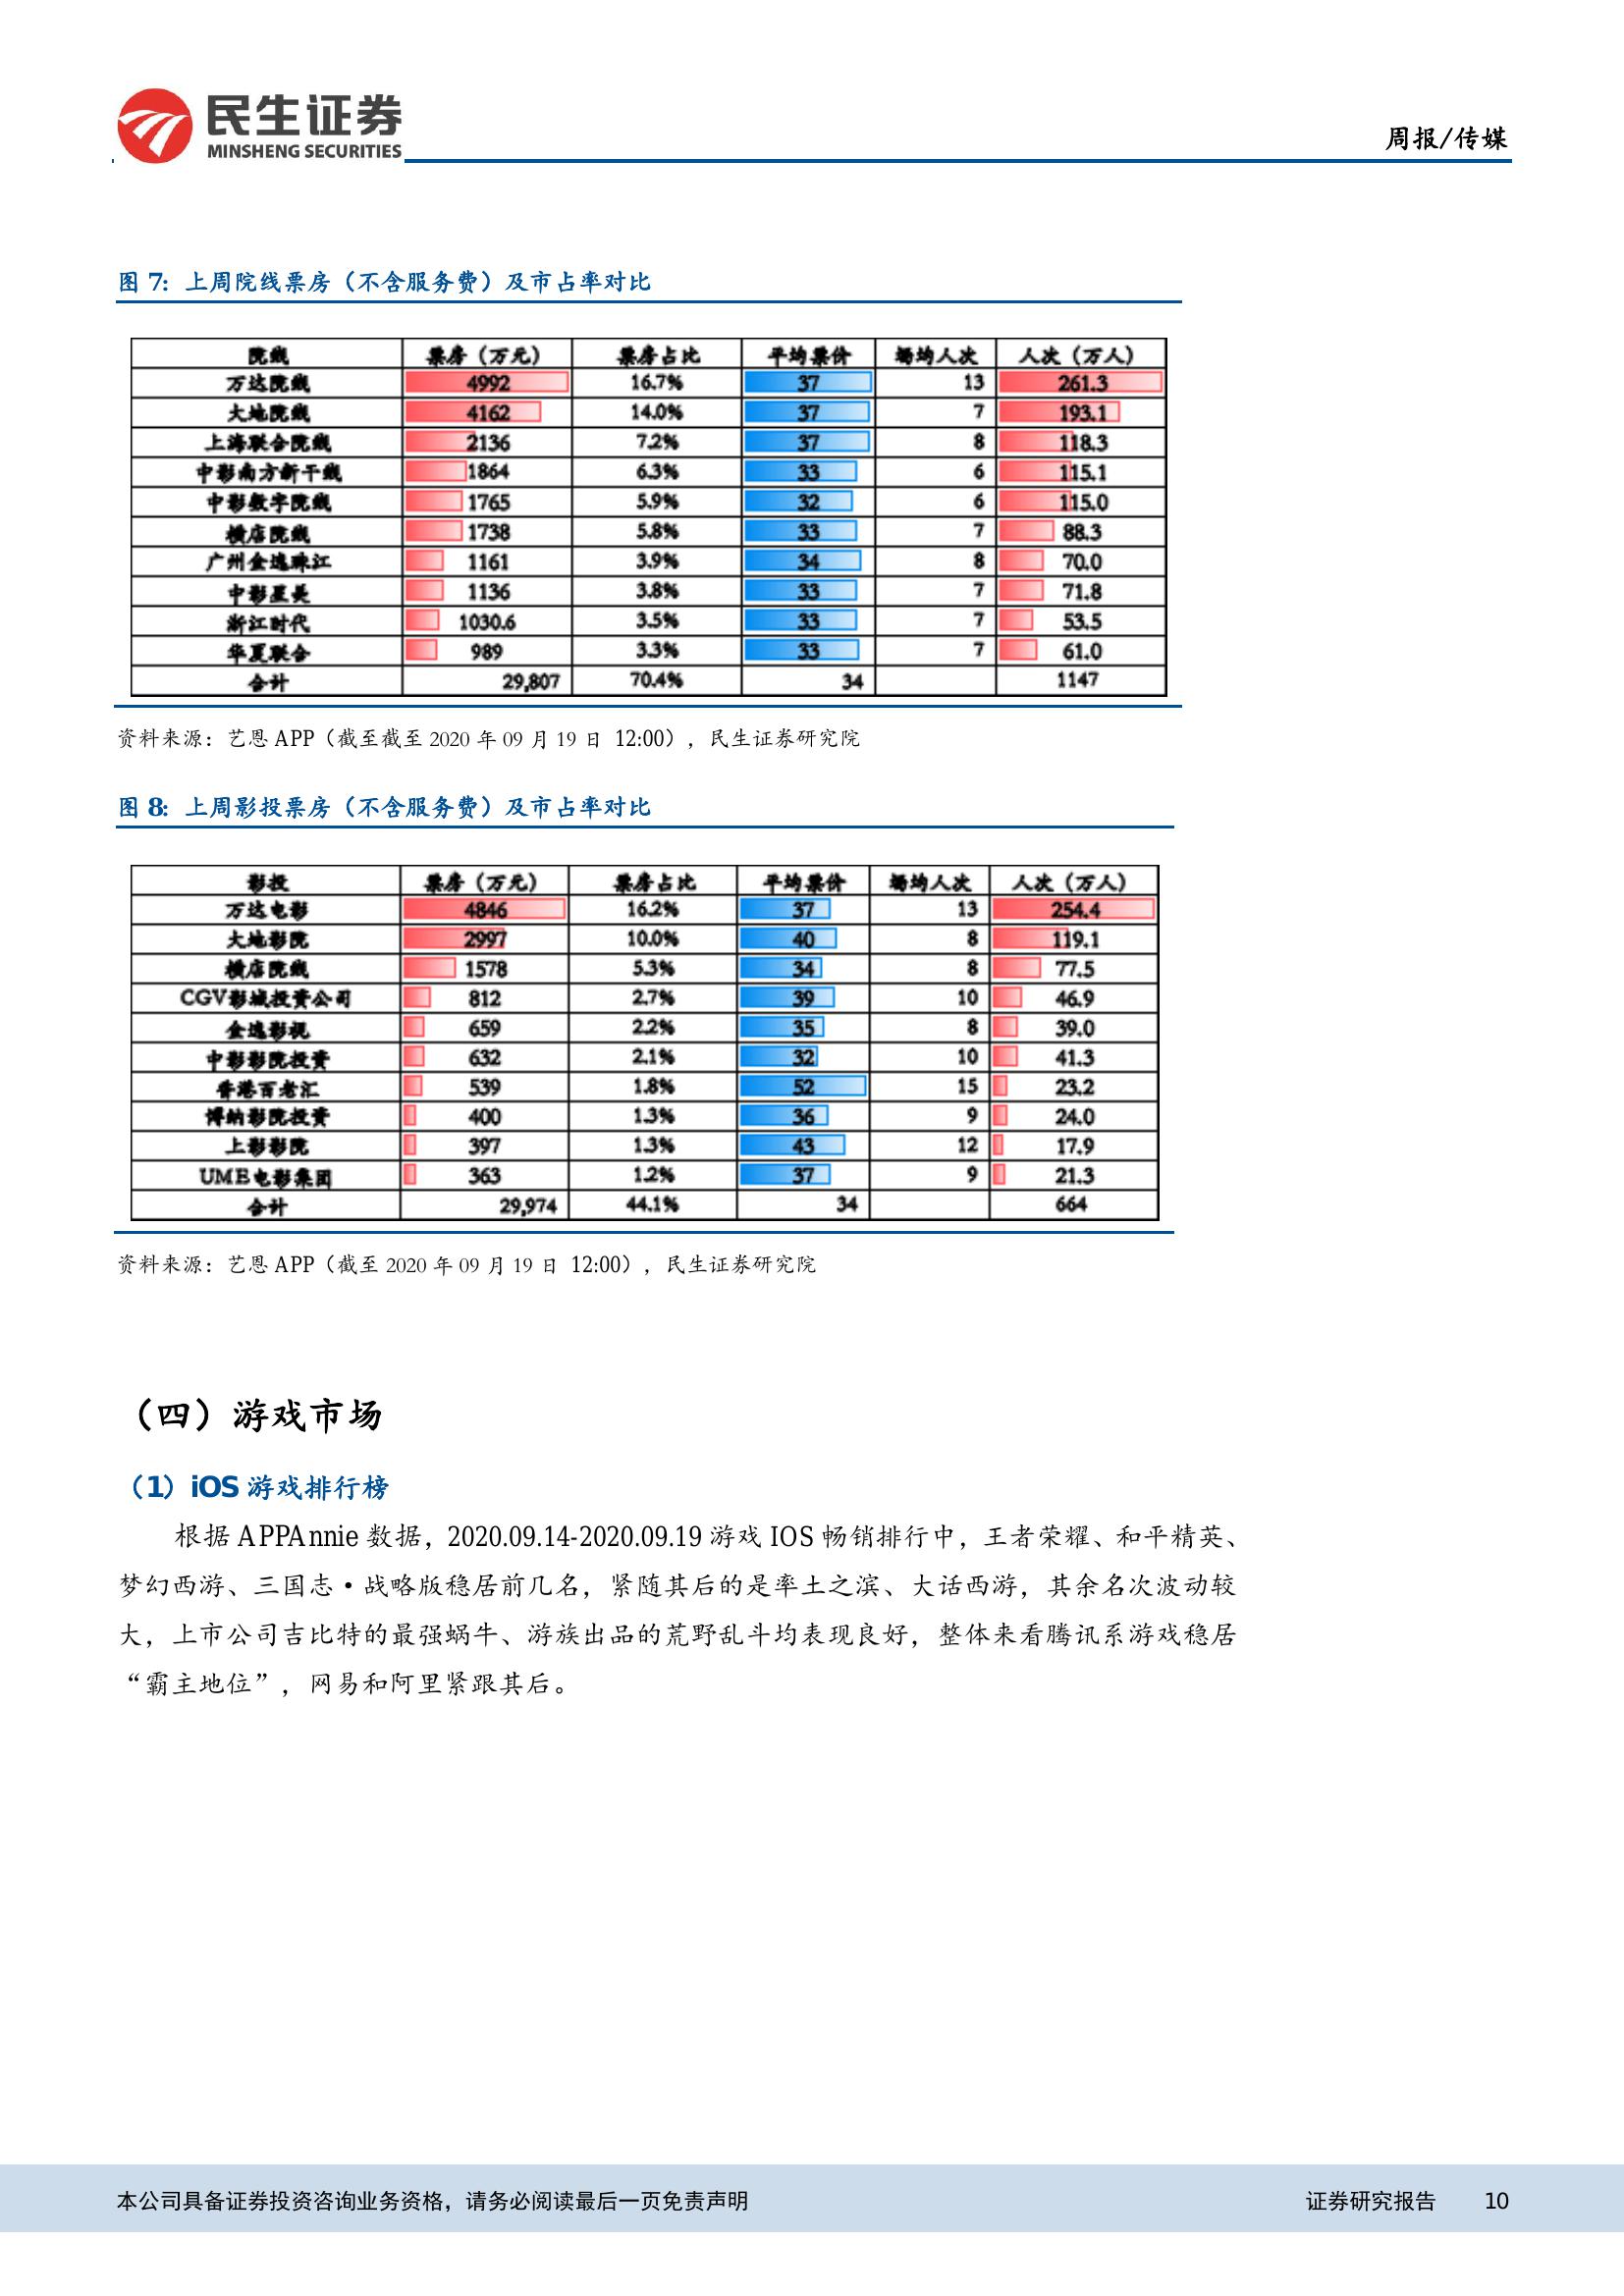 民生证券
MINSHENG SECURITIES
周报/传媒
图 7: 上周院线票房（不含服务费）及市占率对比
院线 票房（万元） 票房占比 平均票价 场均人次 人次（万人）
万达院线 4992 16.7% 37 13 261.3
大地院线 4162 14.0% 37 7 193.1
上海联合院线 2136 7.2% 37 8 118.3
中影南方新干线 1864 6.3% 33 6 115.1
中影数字院线 1765 5.9% 32 6 115.0
横店院线 1738 5.8% 33 7 88.3
广州金逸珠江 1161 3.9% 34 8 70.0
中影星美 1136 3.8% 33 7 71.8
浙江时代 1030.6 3.5% 33 7 53.5
华夏联合 989 3.3% 33 7 61.0
合计 29,807 70.4% 34 1147
资料来源：艺恩 APP（截至截至 2020 年 09 月 19 日 12:00），民生证券研究院
图 8: 上周影投票房（不含服务费）及市占率对比
影投 票房（万元） 票房占比 平均票价 场均人次 人次（万人）
万达电影 4846 16.2% 37 13 254.4
大地影院 2997 10.0% 40 8 119.1
横店院线 1578 5.3% 34 8 77.5
CGV影城投资公司 812 2.7% 39 10 46.9
金逸影视 659 2.2% 35 8 39.0
中影影院投资 632 2.1% 32 10 41.3
香港百老汇 539 1.8% 52 15 23.2
博纳影院投资 400 1.3% 36 9 24.0
上影影院 397 1.3% 43 12 17.9
UME电影集团 363 1.2% 37 9 21.3
合计 29,974 44.1% 34 664
资料来源：艺恩 APP（截至 2020 年 09 月 19 日 12:00），民生证券研究院
（四）游戏市场
（1）iOS 游戏排行榜
根据 APPAnnie 数据，2020.09.14-2020.09.19 游戏 IOS 畅销排行中，王者荣耀、和平精英、
梦幻西游、三国志·战略版稳居前几名，紧随其后的是率土之滨、大话西游，其余名次波动较
大，上市公司吉比特的最强蜗牛、游族出品的荒野乱斗均表现良好，整体来看腾讯系游戏稳居
“霸主地位”，网易和阿里紧跟其后。
本公司具备证券投资咨询业务资格，请务必阅读最后一页免责声明 证券研究报告 10